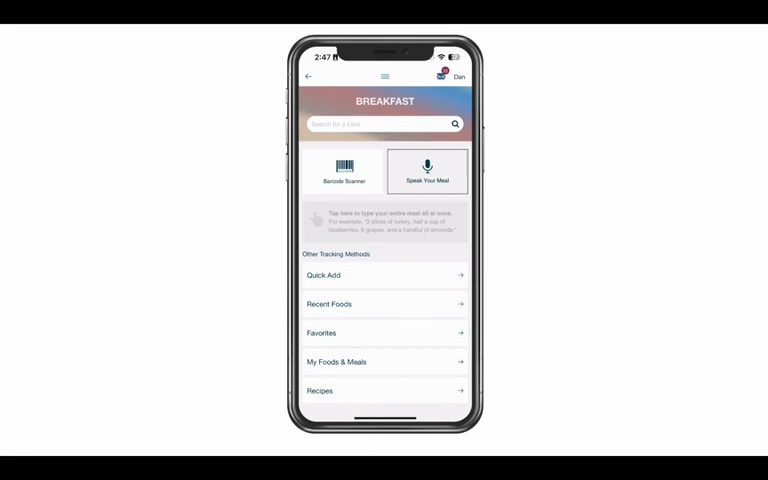 2:47
Dan
BREAKFAST
Search for a food
Barcode Scanner
Speak Your Meal
Tap here to type your entire meal all at once.
For example: "3 slices of turkey, half a cup of
blueberries, 6 grapes, and a handful of almonds."
Other Tracking Methods
Quick Add
Recent Foods
Favorites
My Foods & Meals
Recipes